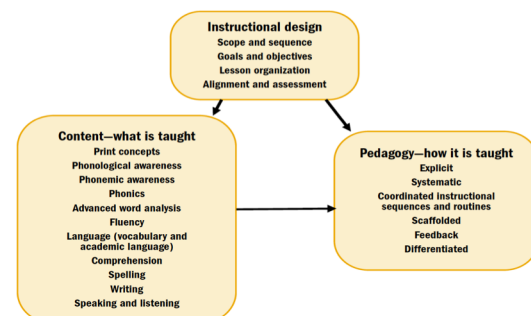 Instructional design
Scope and sequence
Goals and objectives
Lesson organization
Alignment and assessment
Content—what is taught
Print concepts
Phonological awareness
Phonemic awareness
Phonics
Advanced word analysis
Fluency
Language (vocabulary and
academic language)
Comprehension
Spelling
Writing
Speaking and listening
Pedagogy—how it is taught
Explicit
Systematic
Coordinated instructional
sequences and routines
Scaffolded
Feedback
Differentiated